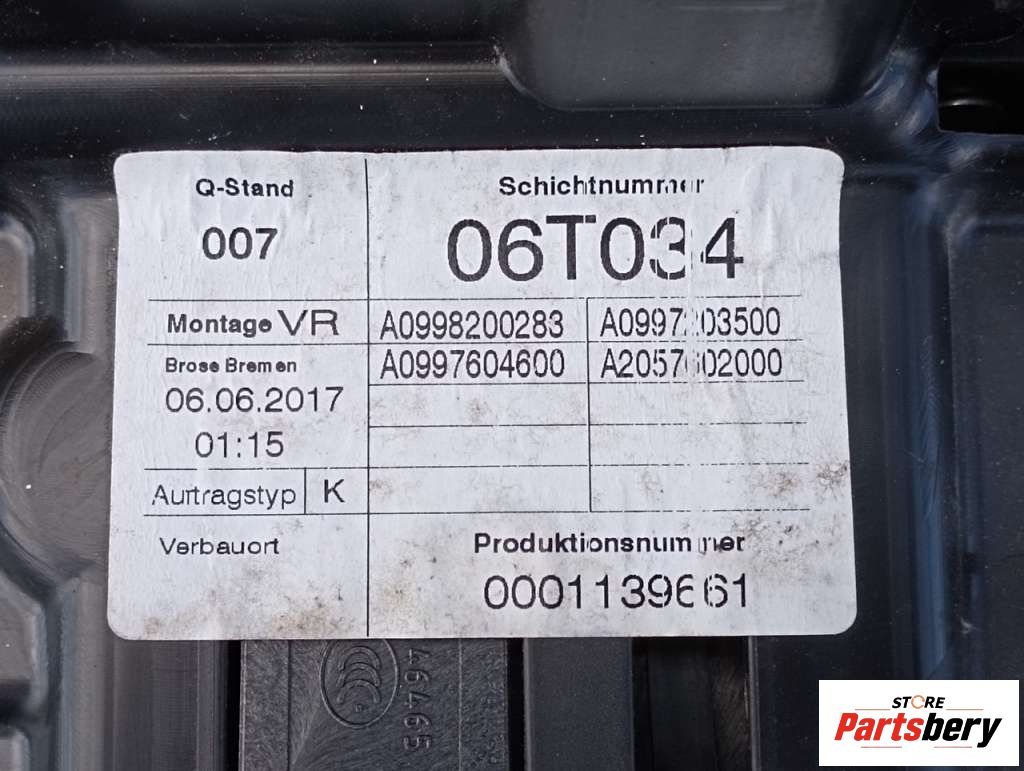 Q-Stand
007
Schichtnummer
06T034
Montage VR
A0998200283
A0997203500
Brose Bremen
A0997604600
A2057602000
06.06.2017
01:15
Auftragstyp K
Verbauort
Produktionsnummer
0001139661
STORE
Partsbery